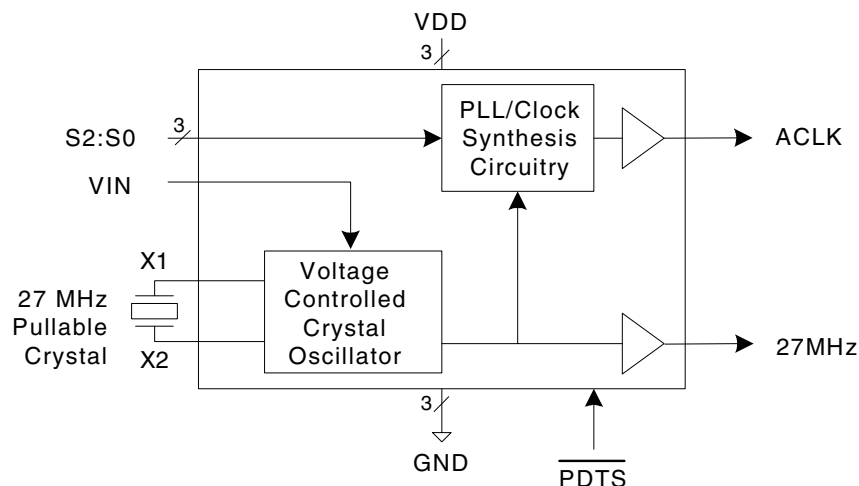 VDD
3
S2:S0
3
PLL/Clock
Synthesis
Circuitry
ACLK
VIN
X1
27 MHz
Pullable
Crystal
X2
Voltage
Controlled
Crystal
Oscillator
27MHz
3
GND
PDTS